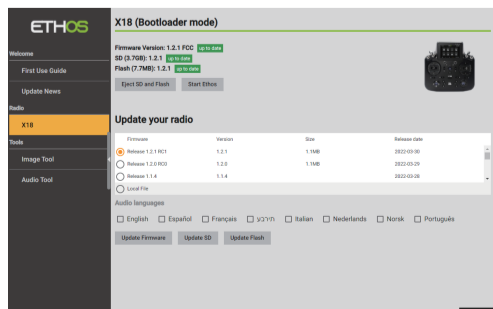 ETHOS
Welcome
First Use Guide
Update News
Radio
X18
Tools
Image Tool
Audio Tool
X18 (Bootloader mode)
Firmware Version: 1.2.1 FCC up to date
SD (3.7GB): 1.2.1 up to date
Flash (7.7MB): 1.2.1 up to date
Eject SD and Flash Start Ethos
Update your radio
Firmware Version Size Release date
Release 1.2.1 RC1 1.2.1 1.1MB 2022-03-30
Release 1.2.0 RC0 1.2.0 1.1MB 2022-03-29
Release 1.1.4 1.1.4 2022-03-28
Local File
Audio languages
English Español Français תירבע Italian Nederlands Norsk Português
Update Firmware Update SD Update Flash